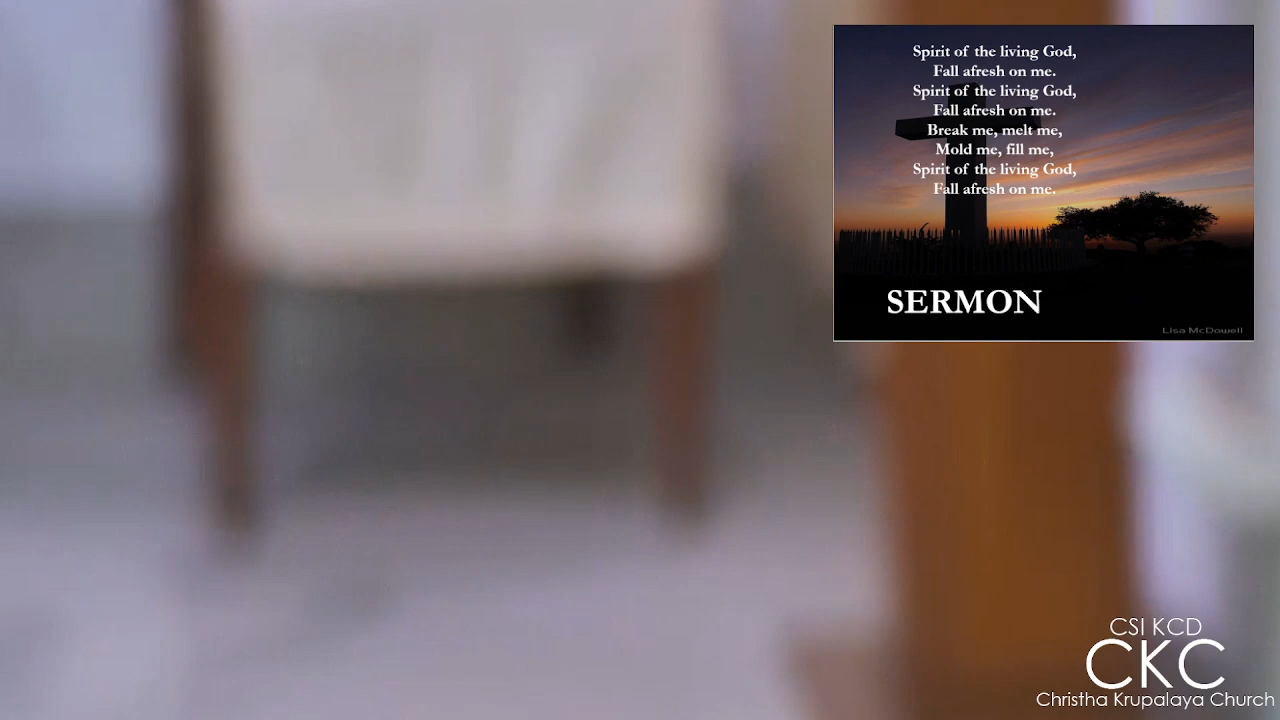 Spirit of the living God,
Fall afresh on me.
Spirit of the living God,
Fall afresh on me.
Break me, melt me,
Mold me, fill me,
Spirit of the living God,
Fall afresh on me.
SERMON
Lisa McDowell
CSI KCD
CKC
Christha Krupalaya Church